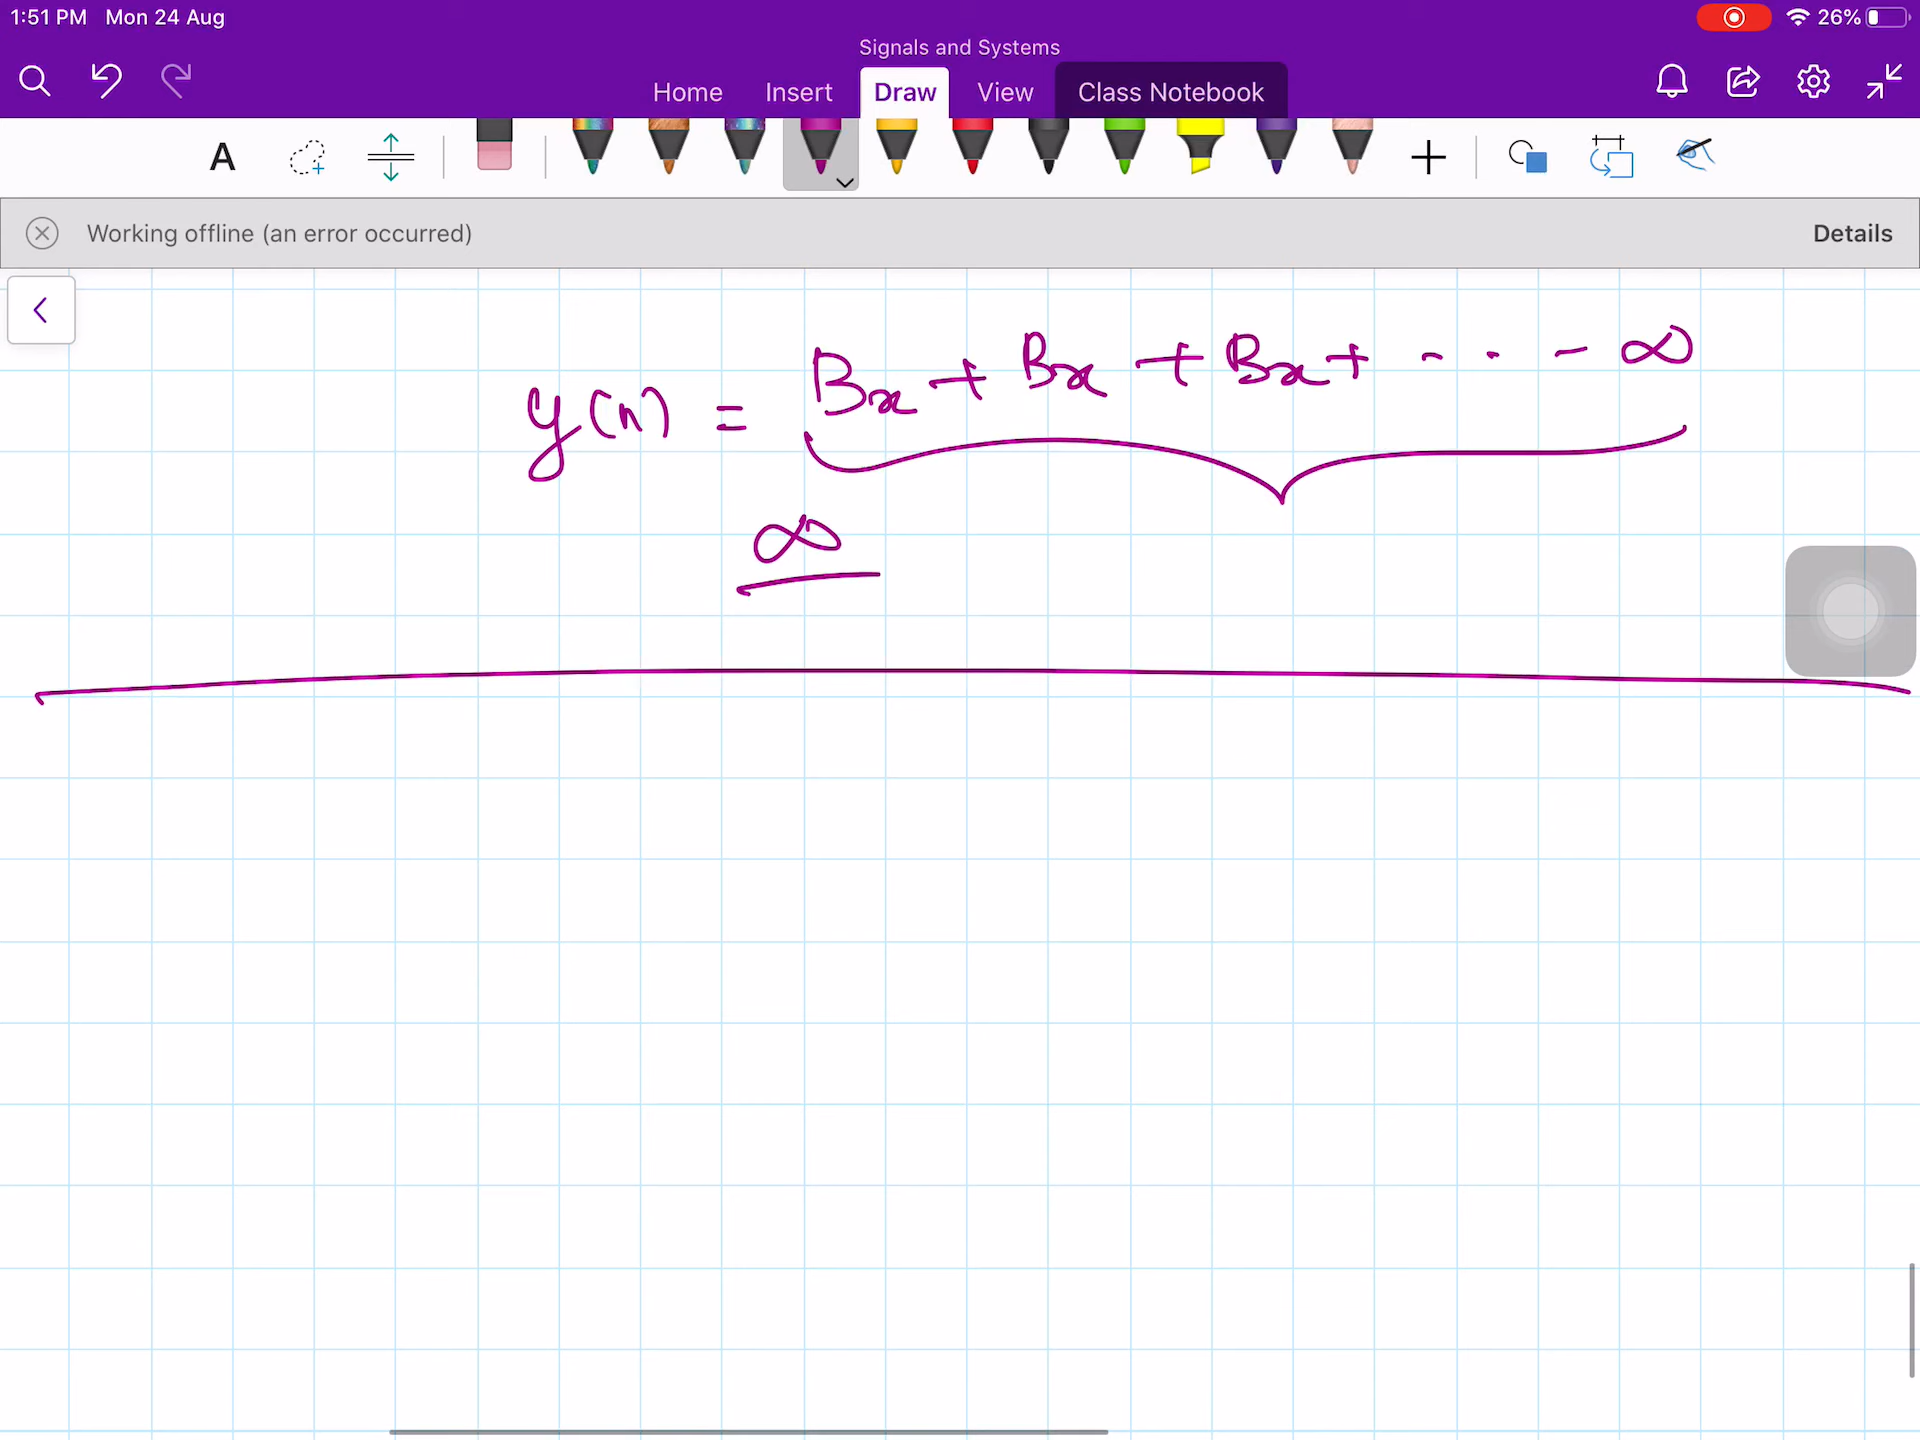 1:51 PM Mon 24 Aug 26%
Signals and Systems
Home Insert Draw View Class Notebook
A
Working offline (an error occurred) Details
y(n) = Bx + Bx + Bx + - - - ∞
∞